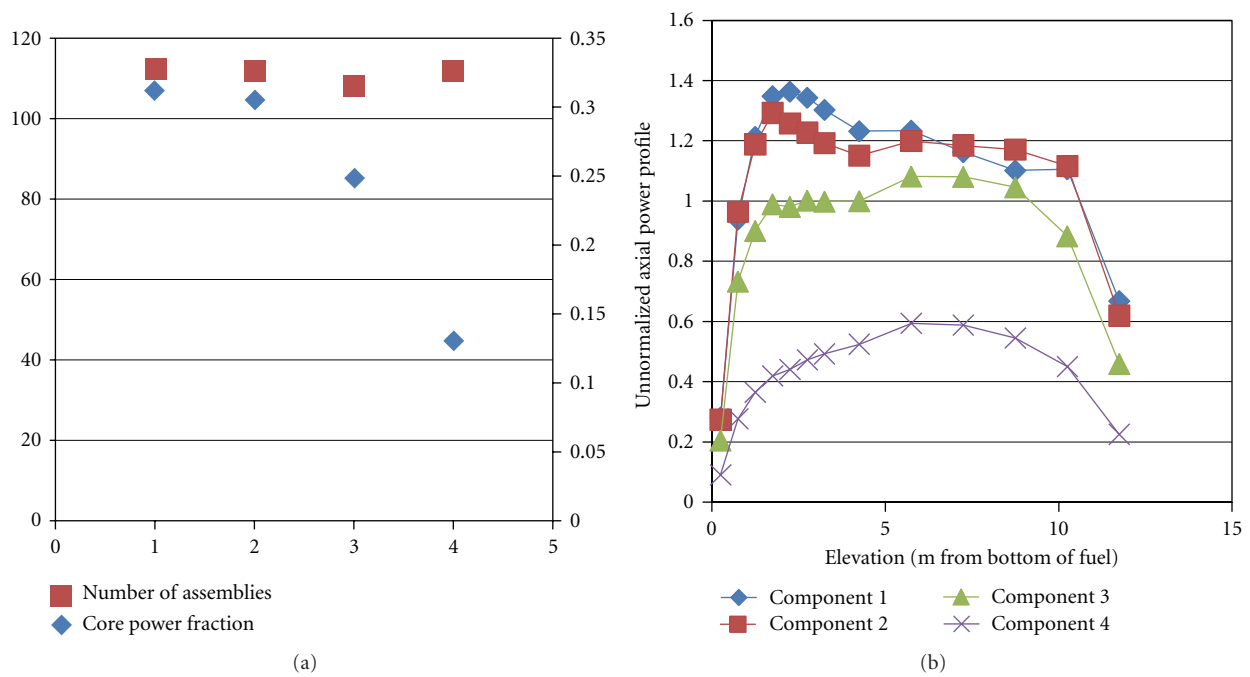 120
100
80
60
40
20
0
0.35
0.3
0.25
0.2
0.15
0.1
0.05
0
0 1 2 3 4 5
Number of assemblies
Core power fraction
(a)
Unnormalized axial power profile
1.6
1.4
1.2
1
0.8
0.6
0.4
0.2
0
0 5 10 15
Elevation (m from bottom of fuel)
Component 1
Component 2
Component 3
Component 4
(b)